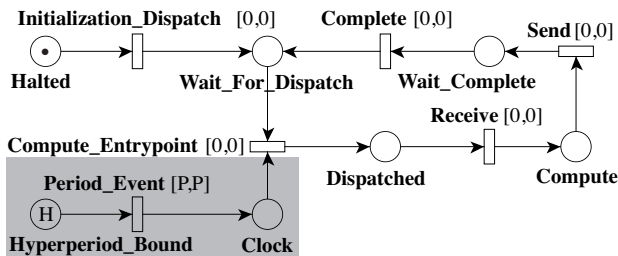 Initialization_Dispatch [0,0] Complete [0,0]
Send [0,0]
Halted Wait_For_Dispatch Wait_Complete
Receive [0,0]
Compute_Entrypoint [0,0]
Dispatched Compute
Period_Event [P,P]
H
Hyperperiod_Bound Clock